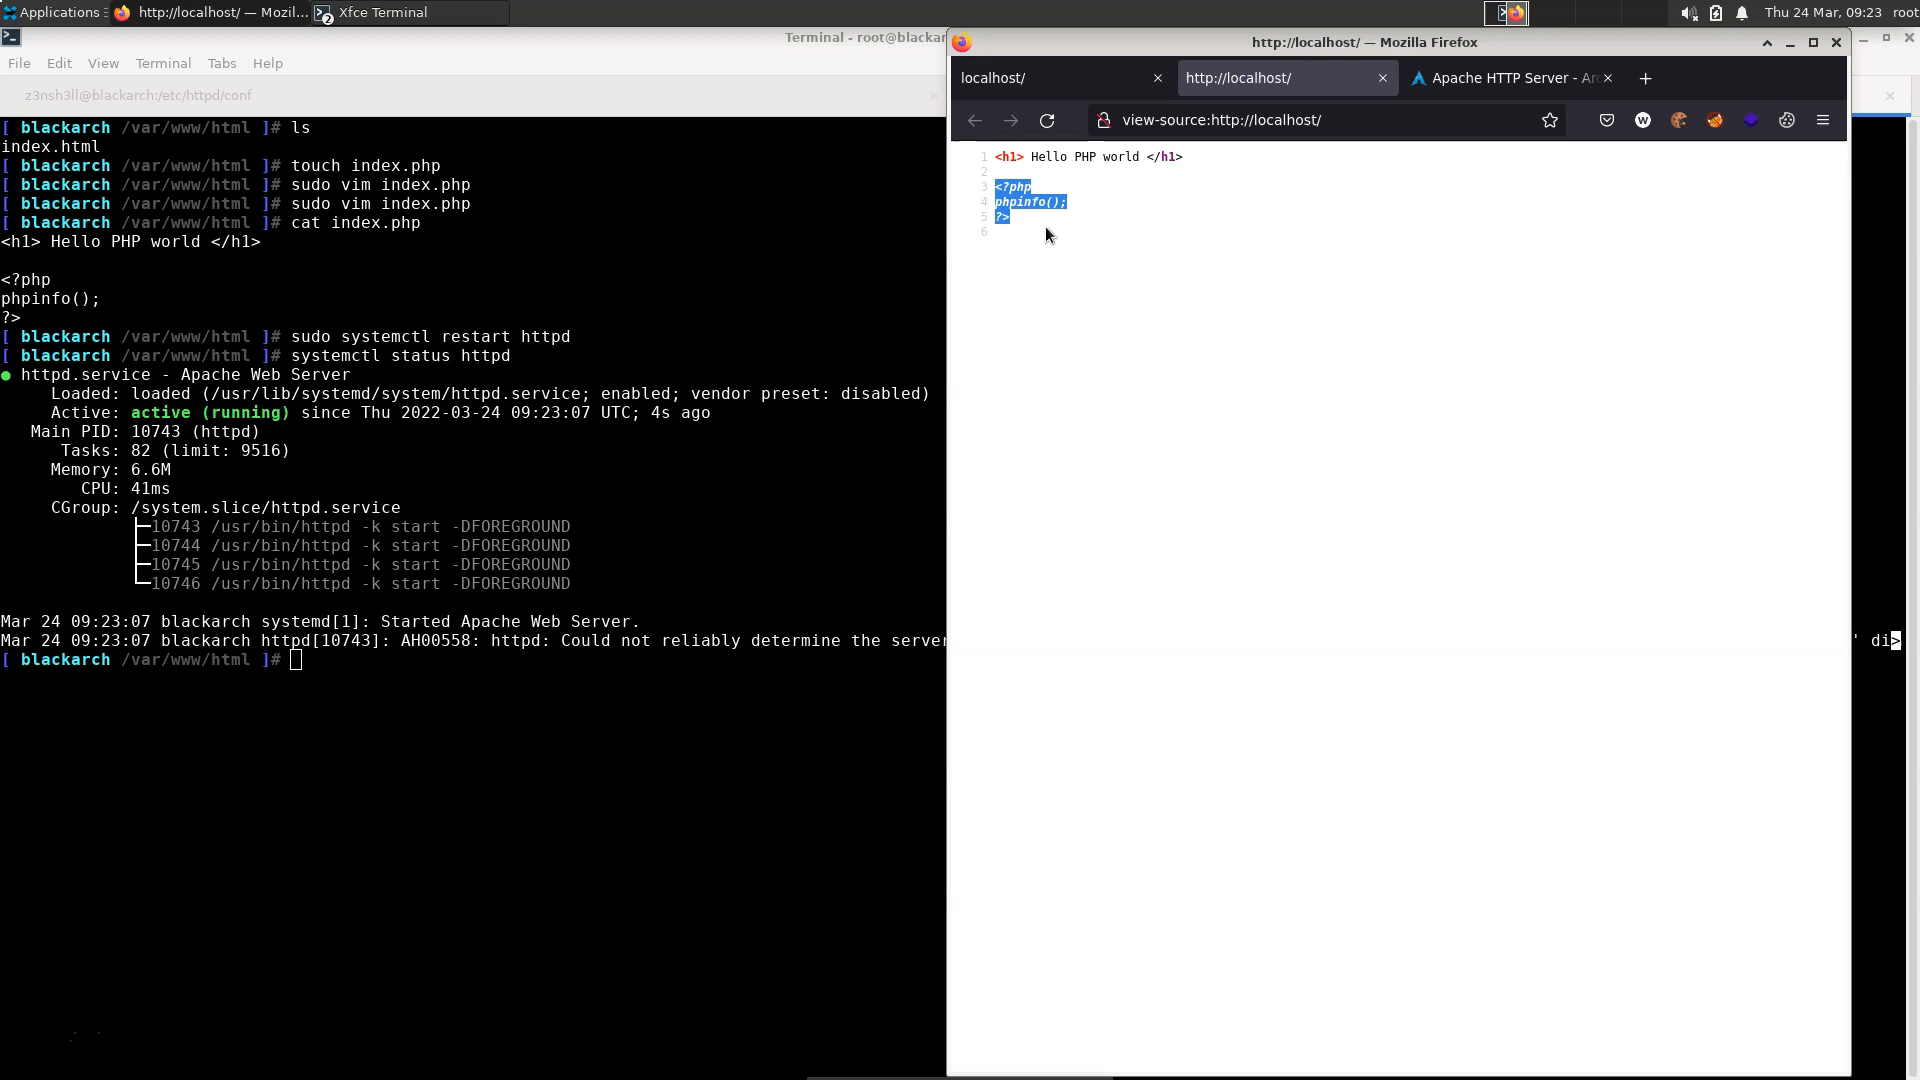 Applications
http://localhost/ — Mozil...
2
Xfce Terminal
Thu 24 Mar, 09:23
root
Terminal - root@blackar
File Edit View Terminal Tabs Help
z3nsh3ll@blackarch:/etc/httpd/conf
[ blackarch /var/www/html ]# ls
index.html
[ blackarch /var/www/html ]# touch index.php
[ blackarch /var/www/html ]# sudo vim index.php
[ blackarch /var/www/html ]# sudo vim index.php
[ blackarch /var/www/html ]# cat index.php
<h1> Hello PHP world </h1>
<?php
phpinfo();
?>
[ blackarch /var/www/html ]# sudo systemctl restart httpd
[ blackarch /var/www/html ]# systemctl status httpd
● httpd.service - Apache Web Server
Loaded: loaded (/usr/lib/systemd/system/httpd.service; enabled; vendor preset: disabled)
Active: active (running) since Thu 2022-03-24 09:23:07 UTC; 4s ago
Main PID: 10743 (httpd)
Tasks: 82 (limit: 9516)
Memory: 6.6M
CPU: 41ms
CGroup: /system.slice/httpd.service
├─10743 /usr/bin/httpd -k start -DFOREGROUND
├─10744 /usr/bin/httpd -k start -DFOREGROUND
├─10745 /usr/bin/httpd -k start -DFOREGROUND
└─10746 /usr/bin/httpd -k start -DFOREGROUND
Mar 24 09:23:07 blackarch systemd[1]: Started Apache Web Server.
Mar 24 09:23:07 blackarch httpd[10743]: AH00558: httpd: Could not reliably determine the server
' di>
[ blackarch /var/www/html ]#
http://localhost/ — Mozilla Firefox
localhost/
http://localhost/
Apache HTTP Server - Arc
view-source:http://localhost/
1 <h1> Hello PHP world </h1>
2
3 <?php
4 phpinfo();
5 ?>
6